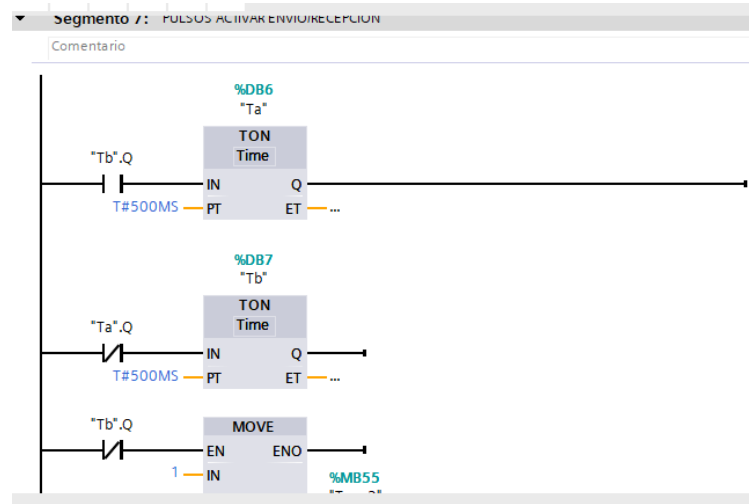 Segmento 7: PULSOS ACTIVAR ENVIO/RECEPCION
Comentario
%DB6
"Ta"
TON
Time
"Tb".Q
IN Q
T#500MS PT ET ...
%DB7
"Tb"
TON
Time
"Ta".Q
IN Q
T#500MS PT ET ...
"Tb".Q
MOVE
EN ENO
1 IN
%MB55